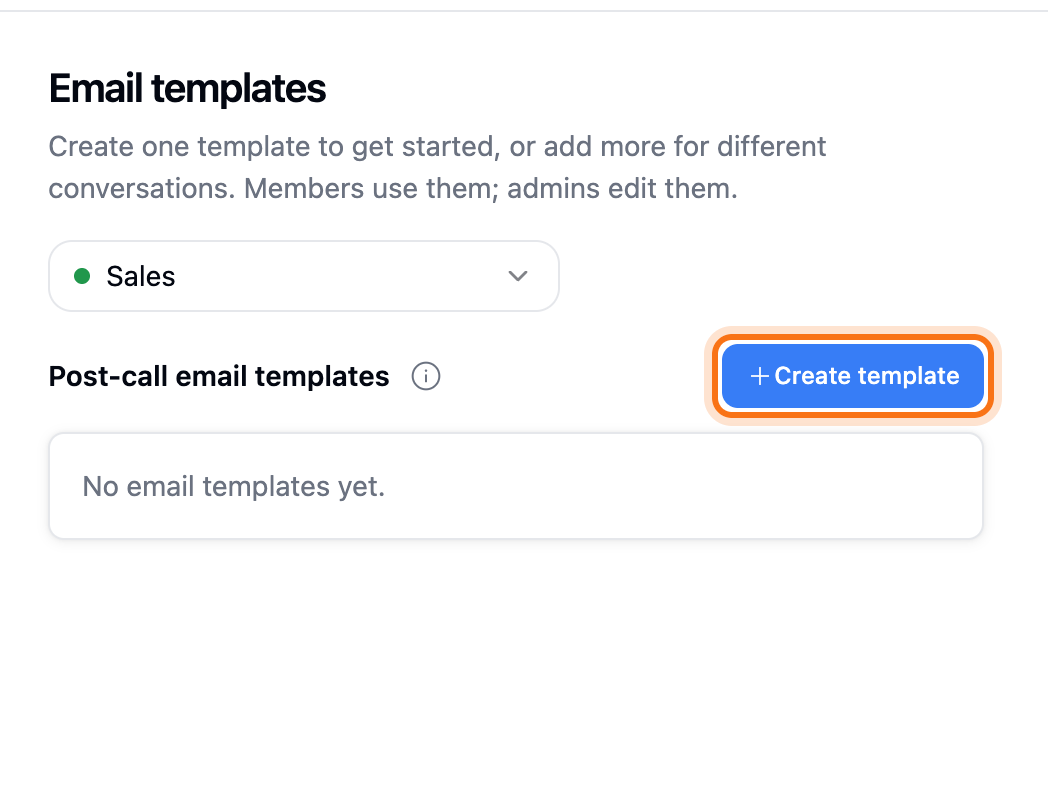 Email templates
Create one template to get started, or add more for different
conversations. Members use them; admins edit them.
Sales
Post-call email templates
+ Create template
No email templates yet.